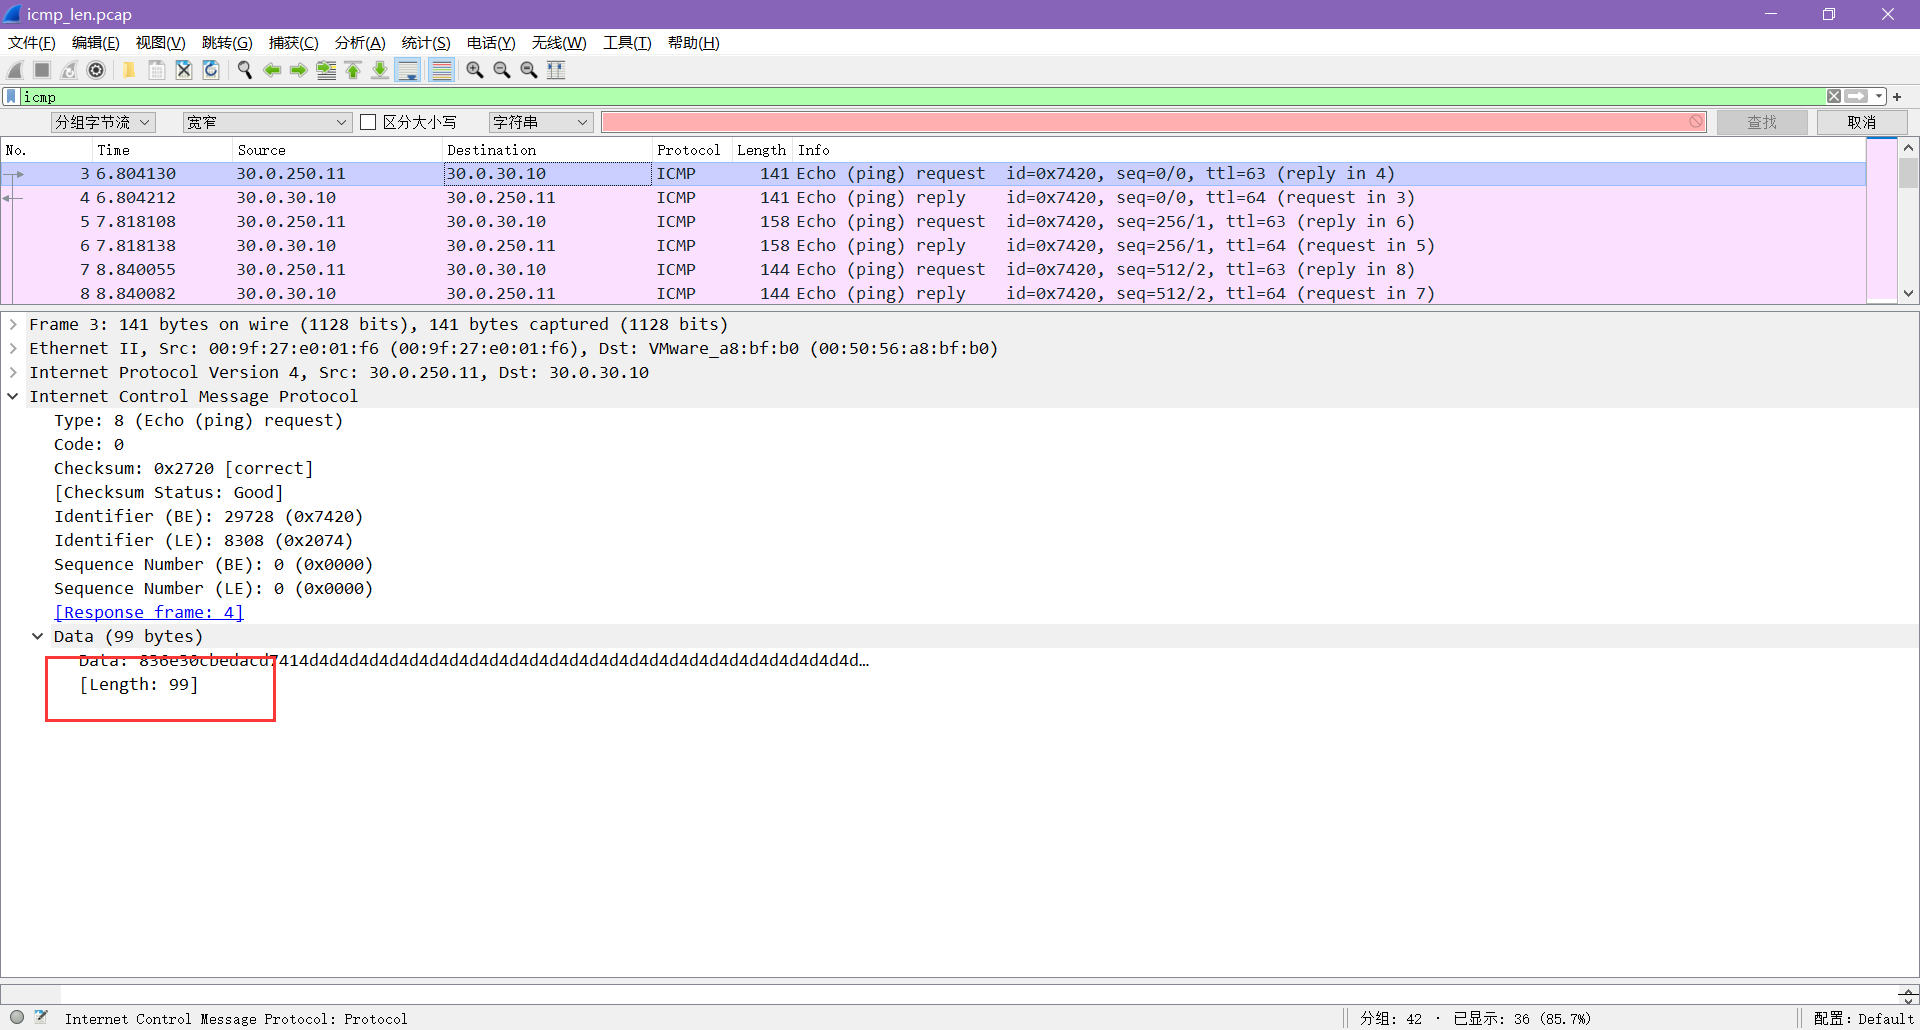 icmp_len.pcap
文件(F) 编辑(E) 视图(V) 跳转(G) 捕获(C) 分析(A) 统计(S) 电话(Y) 无线(W) 工具(T) 帮助(H)
icmp
分组字节流 宽窄 区分大小写 字符串 查找 取消
No. Time Source Destination Protocol Length Info
3 6.804130 30.0.250.11 30.0.30.10 ICMP 141 Echo (ping) request id=0x7420, seq=0/0, ttl=63 (reply in 4)
4 6.804212 30.0.30.10 30.0.250.11 ICMP 141 Echo (ping) reply id=0x7420, seq=0/0, ttl=64 (request in 3)
5 7.818108 30.0.250.11 30.0.30.10 ICMP 158 Echo (ping) request id=0x7420, seq=256/1, ttl=63 (reply in 6)
6 7.818138 30.0.30.10 30.0.250.11 ICMP 158 Echo (ping) reply id=0x7420, seq=256/1, ttl=64 (request in 5)
7 8.840055 30.0.250.11 30.0.30.10 ICMP 144 Echo (ping) request id=0x7420, seq=512/2, ttl=63 (reply in 8)
8 8.840082 30.0.30.10 30.0.250.11 ICMP 144 Echo (ping) reply id=0x7420, seq=512/2, ttl=64 (request in 7)
Frame 3: 141 bytes on wire (1128 bits), 141 bytes captured (1128 bits)
Ethernet II, Src: 00:9f:27:e0:01:f6 (00:9f:27:e0:01:f6), Dst: VMware_a8:bf:b0 (00:50:56:a8:bf:b0)
Internet Protocol Version 4, Src: 30.0.250.11, Dst: 30.0.30.10
Internet Control Message Protocol
Type: 8 (Echo (ping) request)
Code: 0
Checksum: 0x2720 [correct]
[Checksum Status: Good]
Identifier (BE): 29728 (0x7420)
Identifier (LE): 8308 (0x2074)
Sequence Number (BE): 0 (0x0000)
Sequence Number (LE): 0 (0x0000)
[Response frame: 4]
Data (99 bytes)
Data: 836e30cbedacd7414d4d4d4d4d4d4d4d4d4d4d4d4d4d4d4d4d4d4d4d4d4d4d4d4d4d4d4d…
[Length: 99]
Internet Control Message Protocol: Protocol 分组: 42 · 已显示: 36 (85.7%) 配置: Default